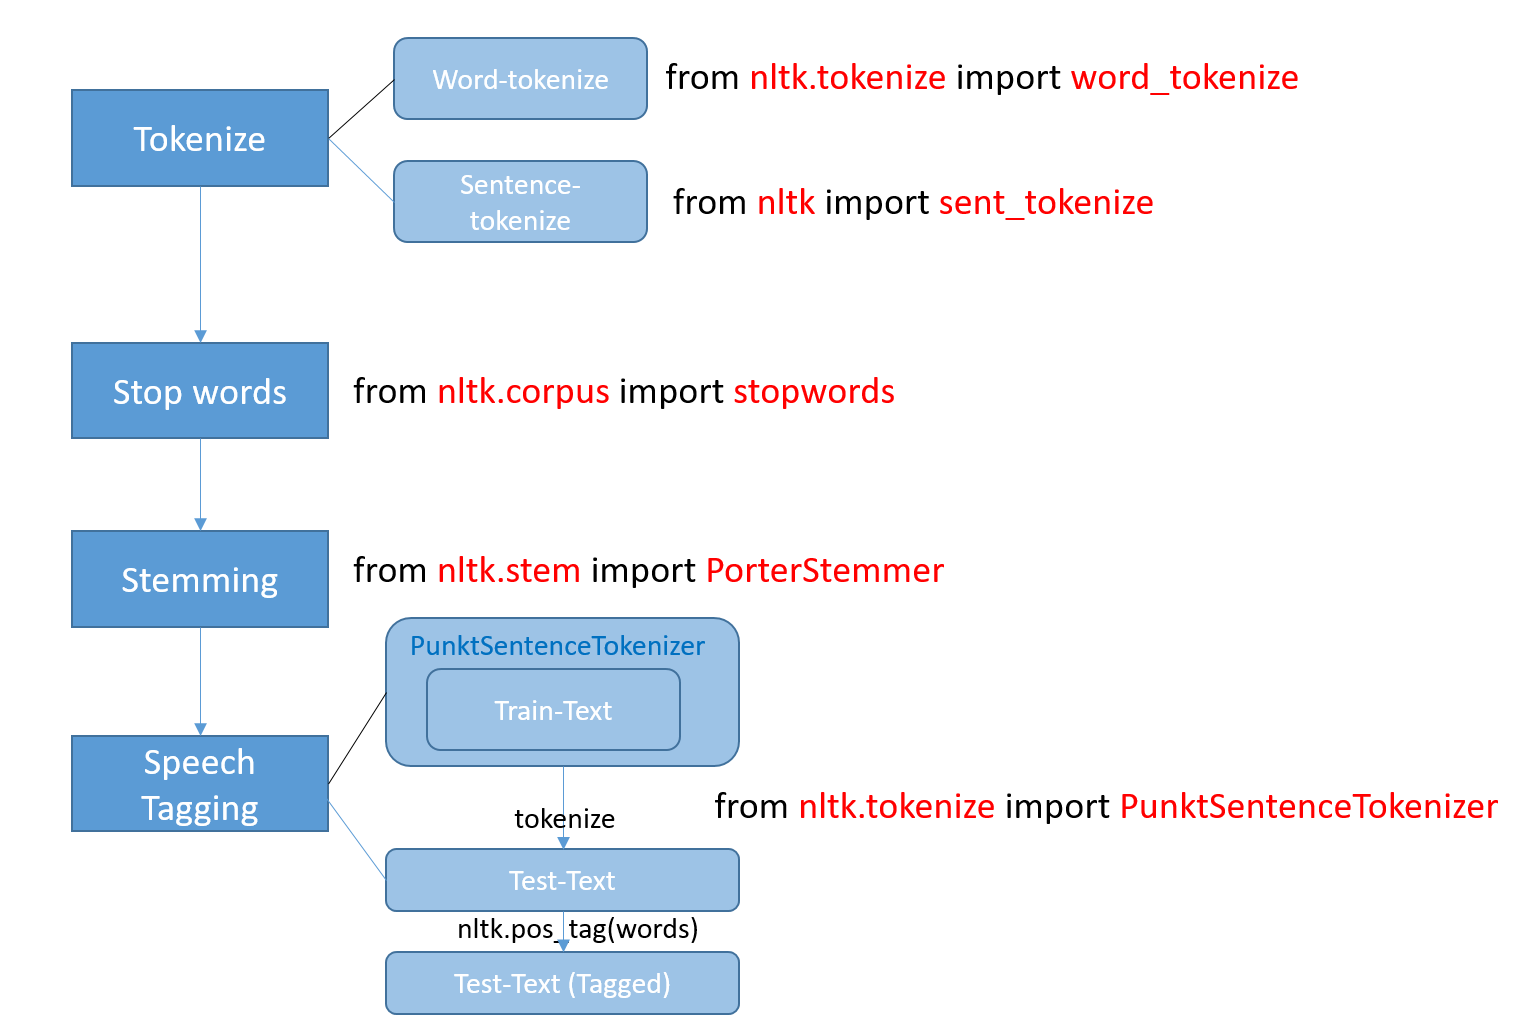 Tokenize
Word-tokenize
from nltk.tokenize import word_tokenize
Sentence-
tokenize
from nltk import sent_tokenize
Stop words
from nltk.corpus import stopwords
Stemming
from nltk.stem import PorterStemmer
Speech
Tagging
PunktSentenceTokenizer
Train-Text
tokenize
from nltk.tokenize import PunktSentenceTokenizer
Test-Text
nltk.pos_tag(words)
Test-Text (Tagged)